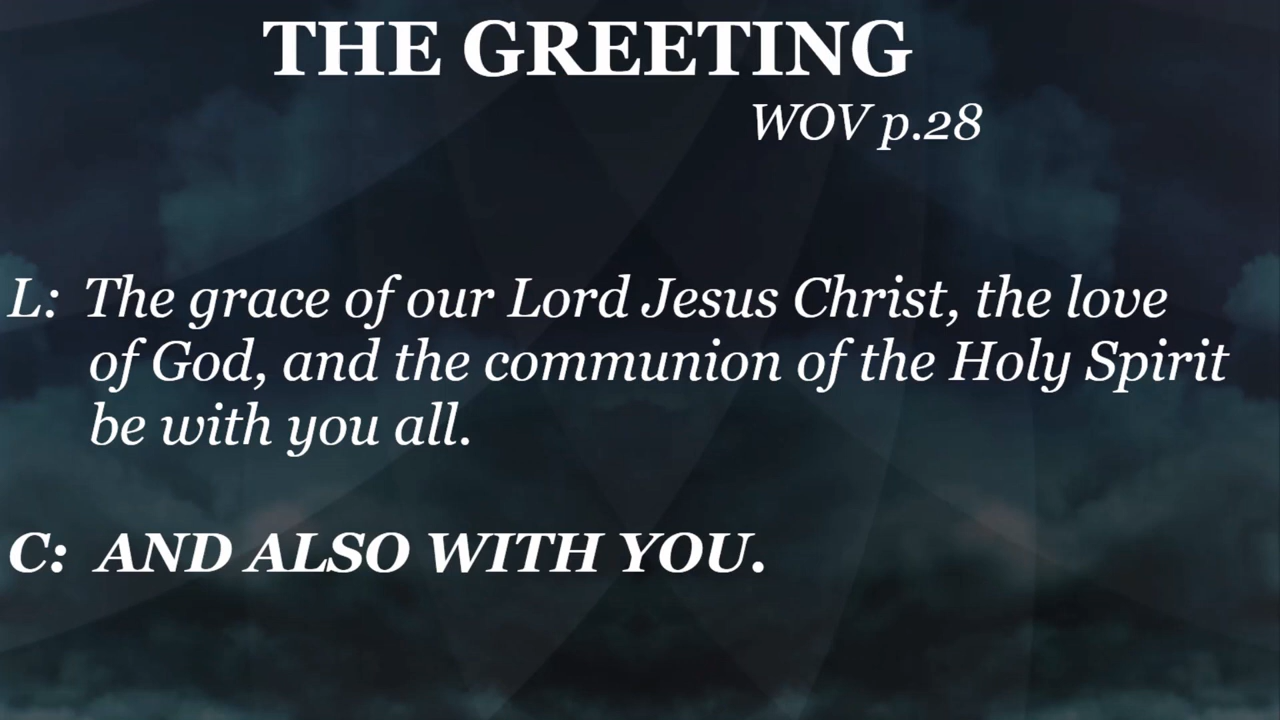 THE GREETING
WOV p.28
L: The grace of our Lord Jesus Christ, the love
of God, and the communion of the Holy Spirit
be with you all.
C: AND ALSO WITH YOU.